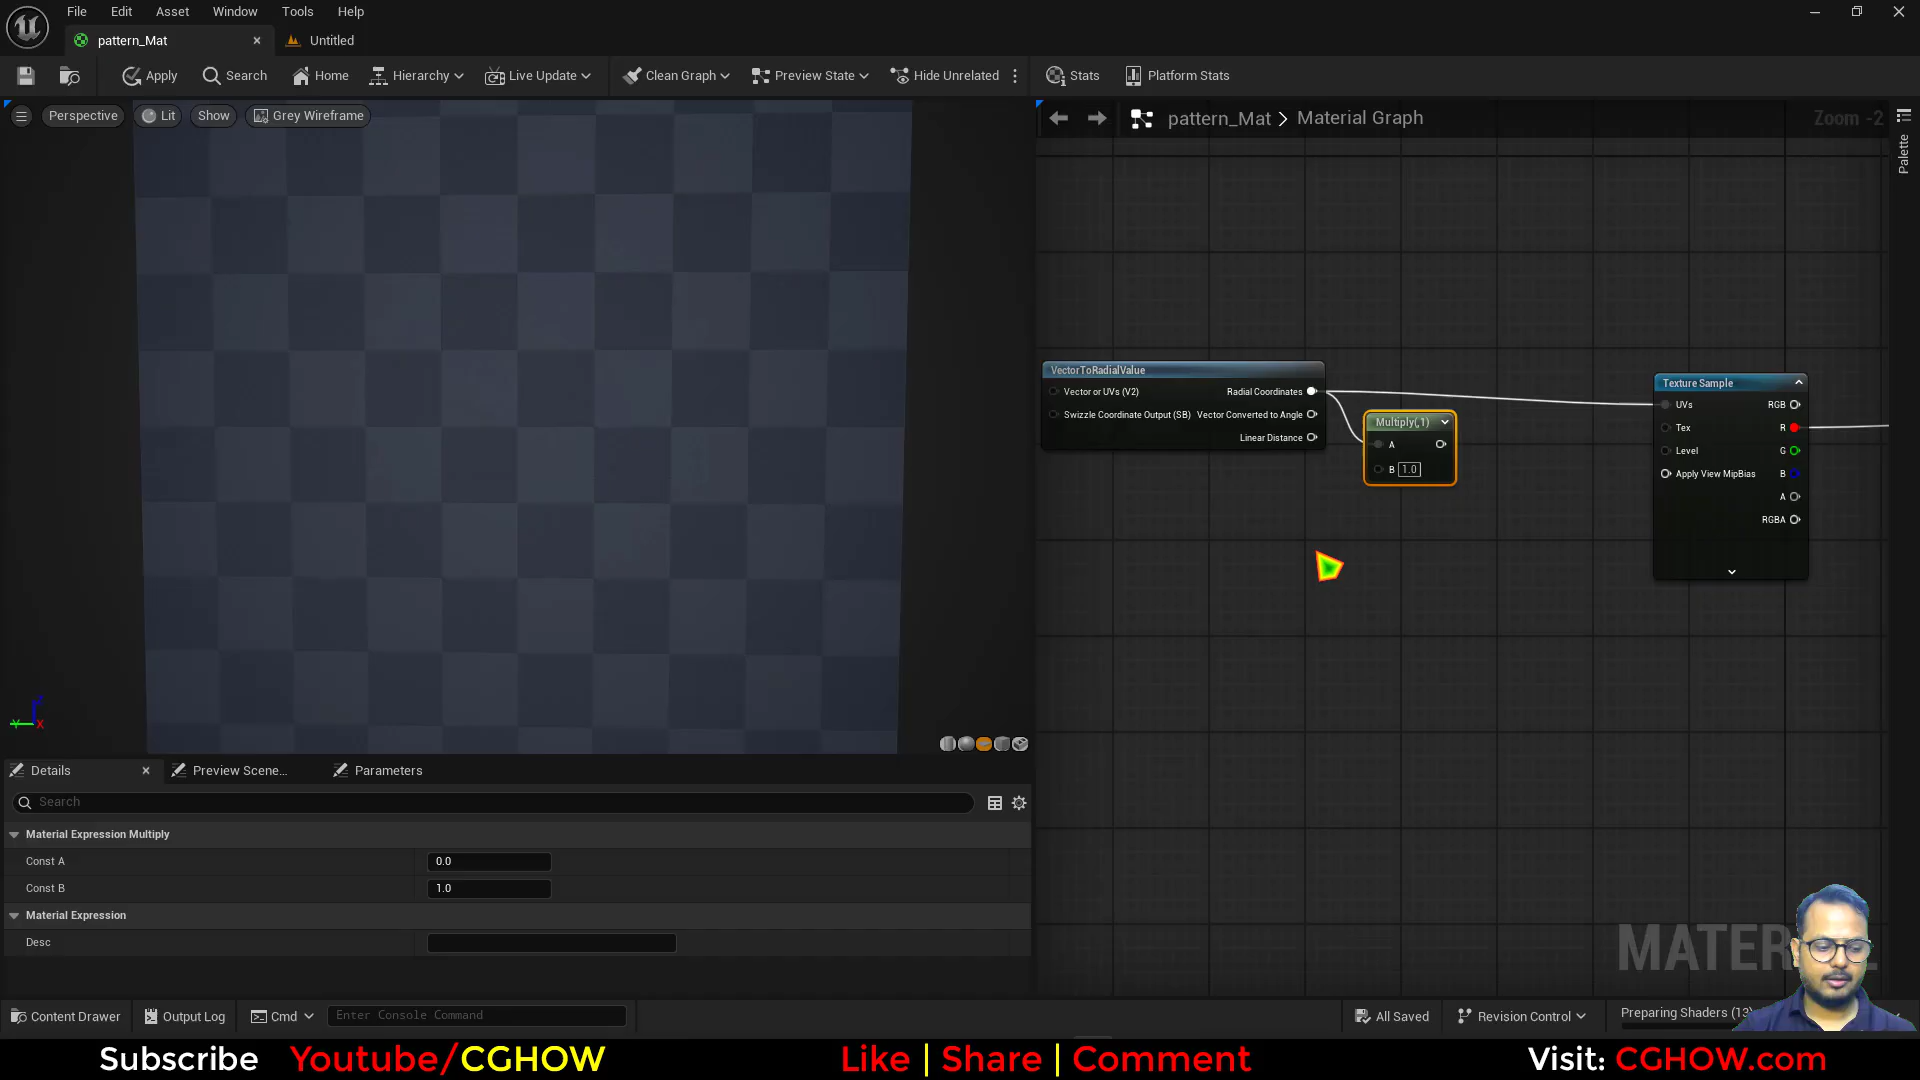 File Edit Asset Window Tools Help
pattern_Mat
Untitled
Apply Search Home Hierarchy Live Update Clean Graph Preview State Hide Unrelated Stats Platform Stats
Perspective Lit Show Grey Wireframe
pattern_Mat > Material Graph
Zoom -2
Palette
VectorToRadialValue
Vector or UVs (V2) Radial Coordinates
Swizzle Coordinate Output (SB) Vector Converted to Angle
Linear Distance
Multiply(,1)
A
B 1.0
Texture Sample
UVs RGB
Tex R
Level G
Apply View MipBias B
A
RGBA
Details
Preview Scene...
Parameters
Search
Material Expression Multiply
Const A 0.0
Const B 1.0
Material Expression
Desc
Content Drawer Output Log Cmd Enter Console Command All Saved Revision Control Preparing Shaders (13)
Subscribe Youtube/CGHOW Like | Share | Comment Visit: CGHOW.com